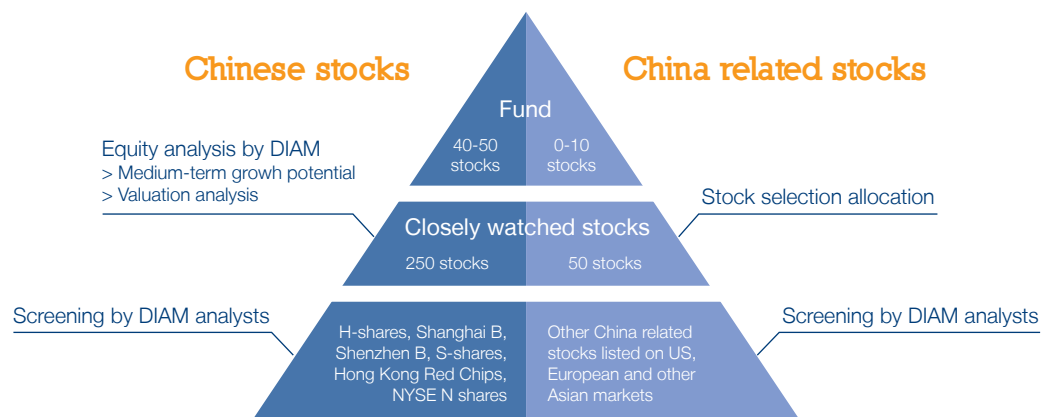 Chinese stocks
China related stocks
Fund
40-50
stocks
0-10
stocks
Equity analysis by DIAM
> Medium-term growth potential
> Valuation analysis
Stock selection allocation
Closely watched stocks
250 stocks
50 stocks
Screening by DIAM analysts
Screening by DIAM analysts
H-shares, Shanghai B,
Shenzhen B, S-shares,
Hong Kong Red Chips,
NYSE N shares
Other China related
stocks listed on US,
European and other
Asian markets